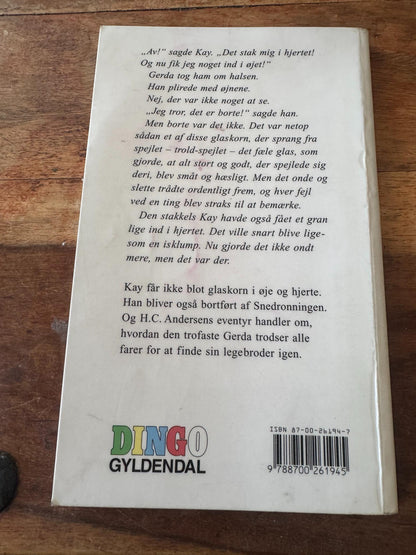 „Av!“ sagde Kay. „Det stak mig i hjertet!
Og nu fik jeg noget ind i øjet!“
Gerda tog ham om halsen.
Han plirede med øjnene.
Nej, der var ikke noget at se.
„Jeg tror, det er borte!“ sagde han.
Men borte var det ikke. Det var netop
sådan et af disse glaskorn, der sprang fra
spejlet – trold-spejlet – det fæle glas, som
gjorde, at alt stort og godt, der spejlede sig
deri, blev småt og hæsligt. Men det onde og
slette trådte ordentligt frem, og hver fejl
ved en ting blev straks til at bemærke.
Den stakkels Kay havde også fået et gran
lige ind i hjertet. Det ville snart blive lige-
som en isklump. Nu gjorde det ikke ondt
mere, men det var der.
Kay får ikke blot glaskorn i øje og hjerte.
Han bliver også bortført af Snedronningen.
Og H.C. Andersens eventyr handler om,
hvordan den trofaste Gerda trodser alle
farer for at finde sin legebroder igen.
DINGO
GYLDENDAL
ISBN 87-00-26194-7
9 788700 261945